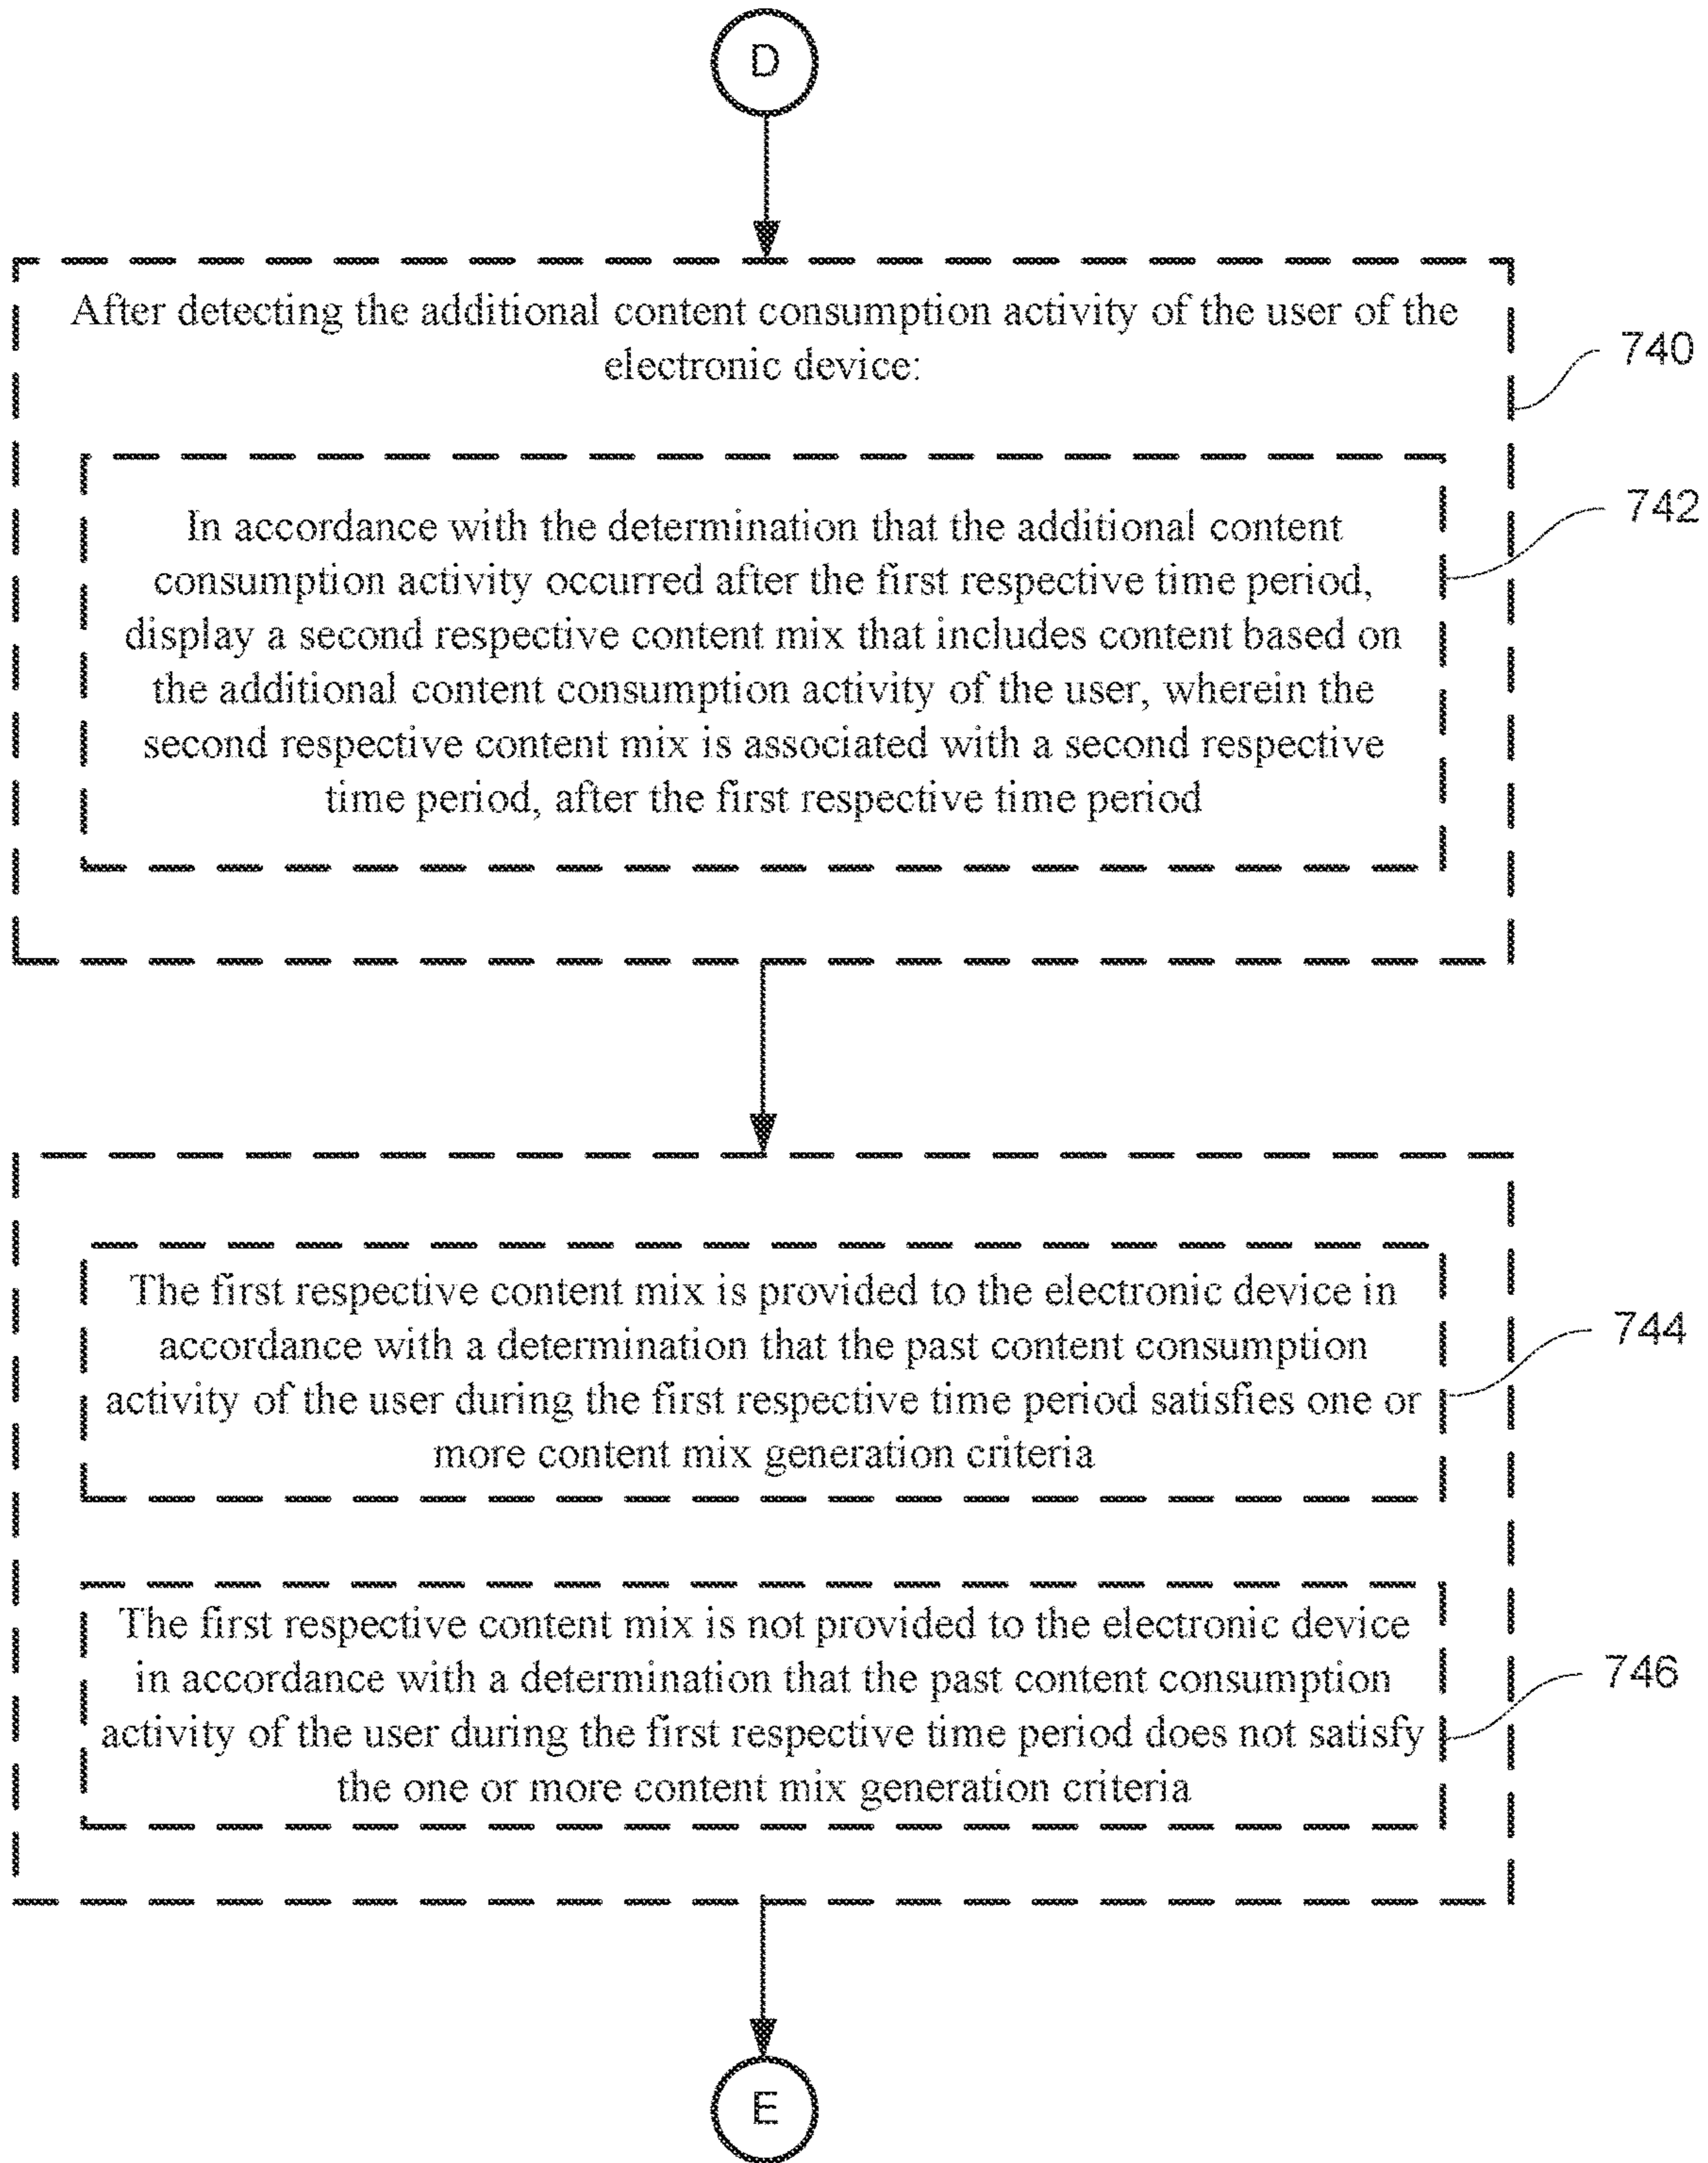 D
After detecting the additional content consumption activity of the user of the
electronic device:
740
In accordance with the determination that the additional content
consumption activity occurred after the first respective time period,
display a second respective content mix that includes content based on
the additional content consumption activity of the user, wherein the
second respective content mix is associated with a second respective
time period, after the first respective time period
742
The first respective content mix is provided to the electronic device in
accordance with a determination that the past content consumption
activity of the user during the first respective time period satisfies one or
more content mix generation criteria
744
The first respective content mix is not provided to the electronic device
in accordance with a determination that the past content consumption
activity of the user during the first respective time period does not satisfy
the one or more content mix generation criteria
746
E